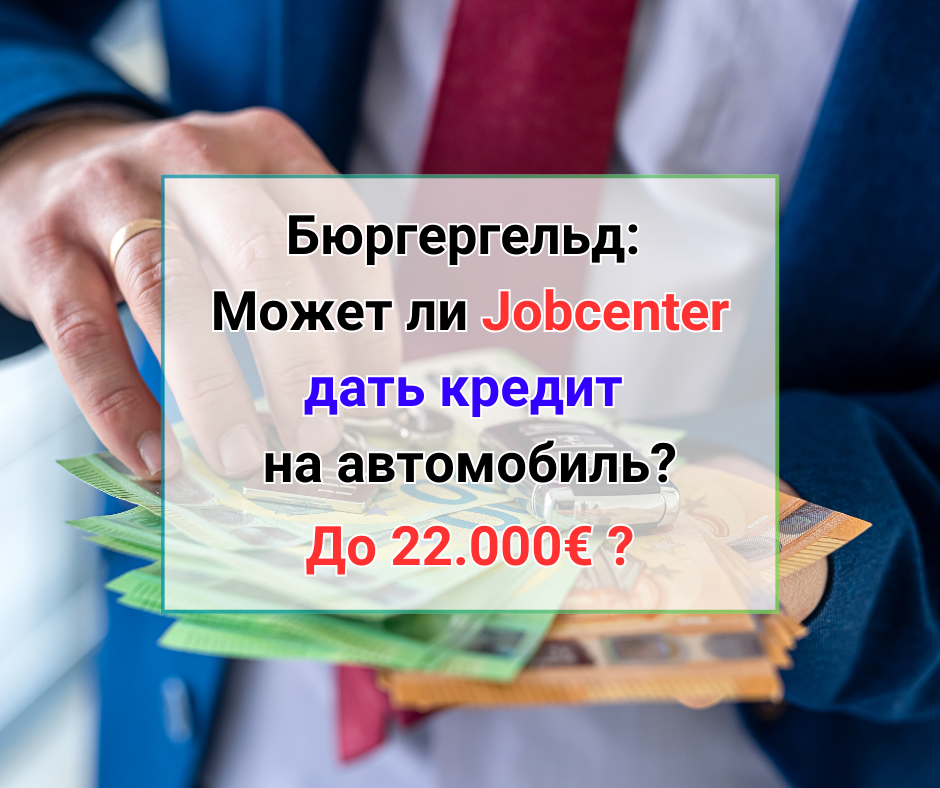 Бюргергельд:
Может ли Jobcenter
дать кредит
на автомобиль?
До 22.000€ ?